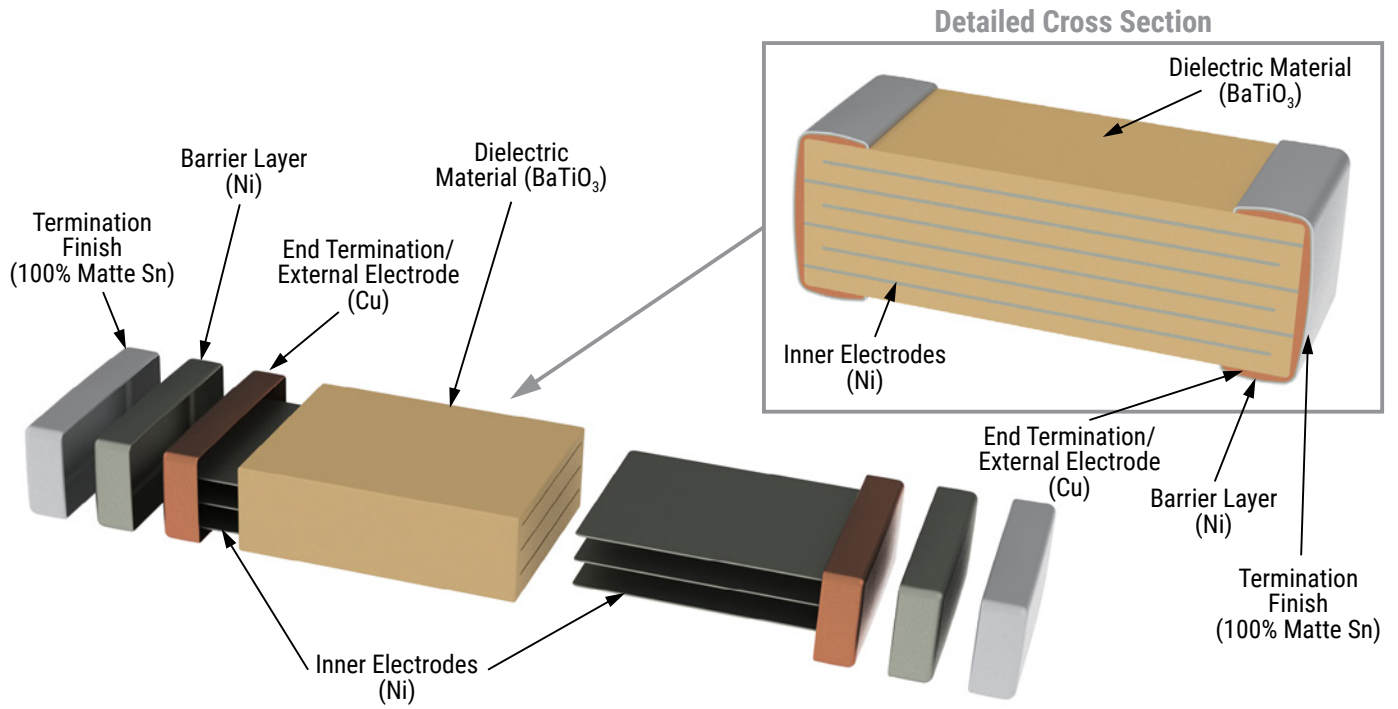 Detailed Cross Section
Dielectric Material
(BaTiO₃)
Barrier Layer
(Ni)
Dielectric
Material (BaTiO₃)
Termination
Finish
(100% Matte Sn)
End Termination/
External Electrode
(Cu)
Inner Electrodes
(Ni)
End Termination/
External Electrode
(Cu)
Barrier Layer
(Ni)
Termination
Finish
(100% Matte Sn)
Inner Electrodes
(Ni)